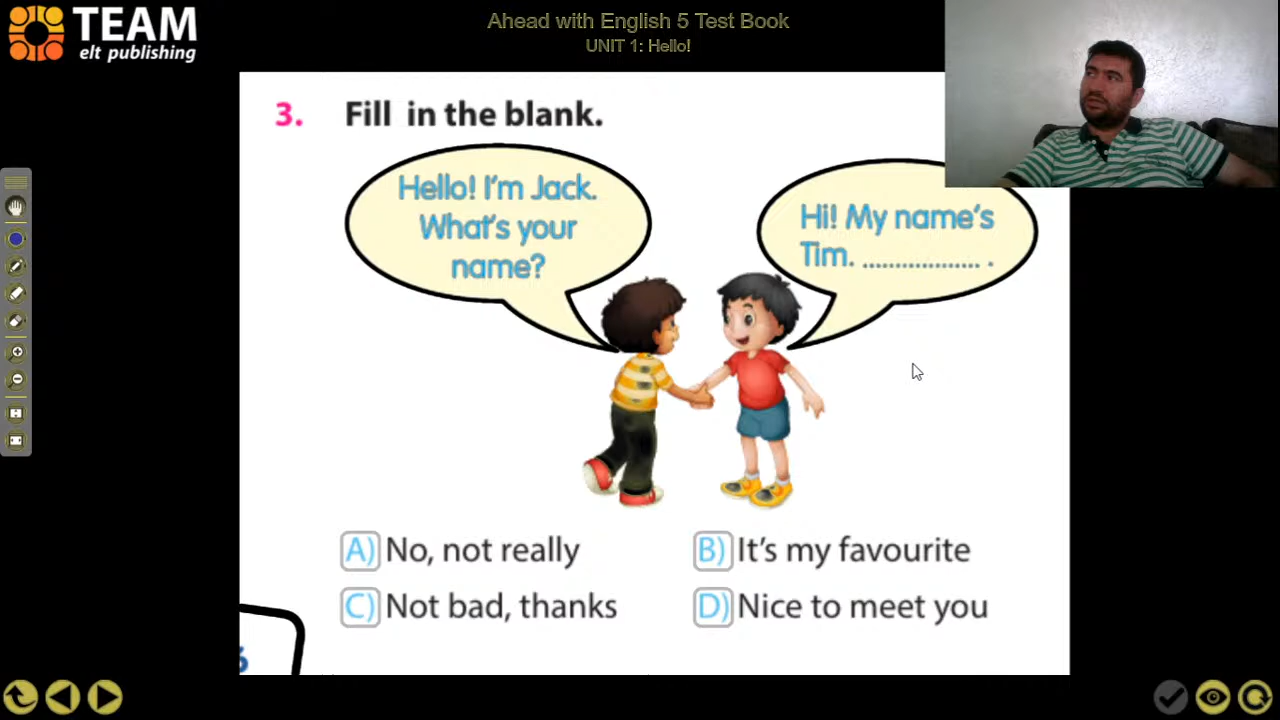 TEAM
elt publishing
Ahead with English 5 Test Book
UNIT 1: Hello!
3. Fill in the blank.
Hello! I'm Jack.
What's your
name?
Hi! My name's
Tim. .................. .
A) No, not really
B) It's my favourite
C) Not bad, thanks
D) Nice to meet you